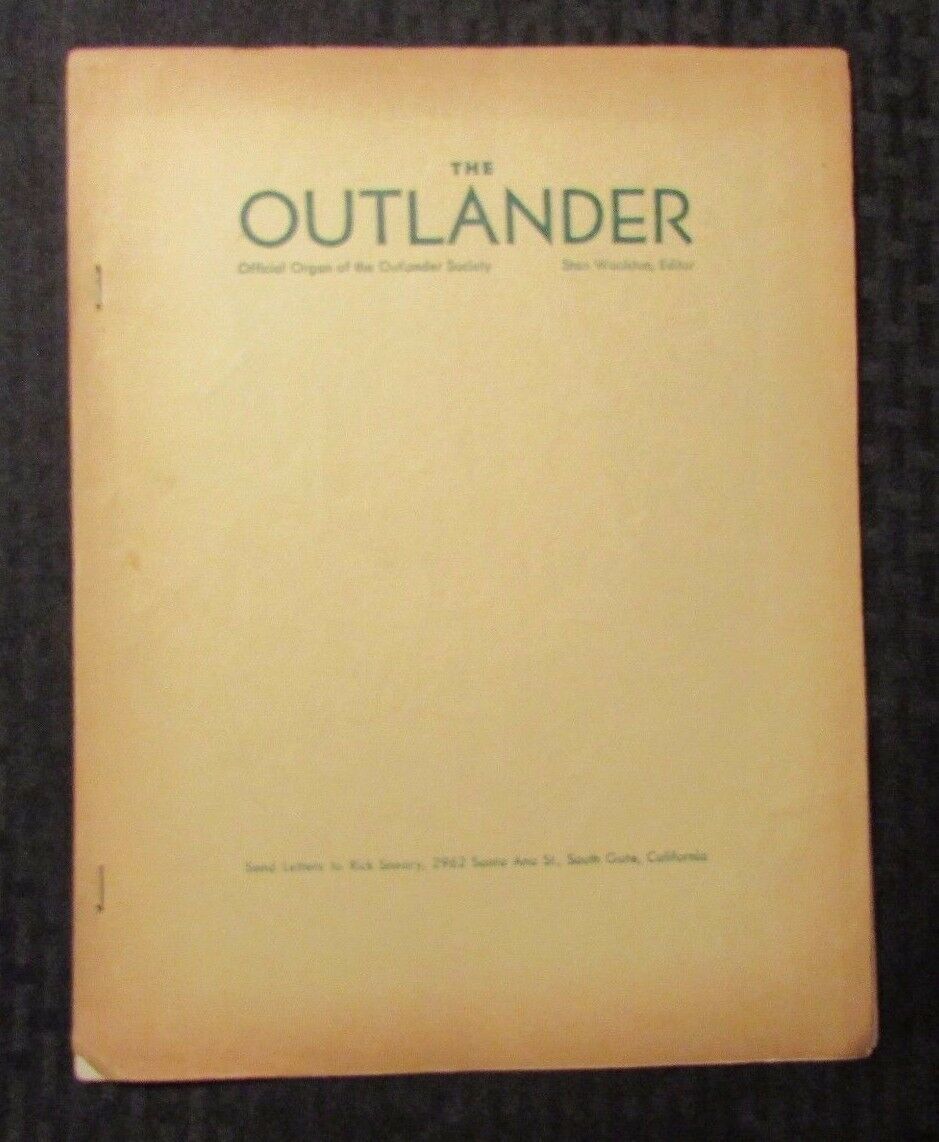 THE
OUTLANDER
Official Organ of the Outlander Society Stan Woolston, Editor
Send Letters to Rick Sneary, 2962 Santa Ana St., South Gate, California